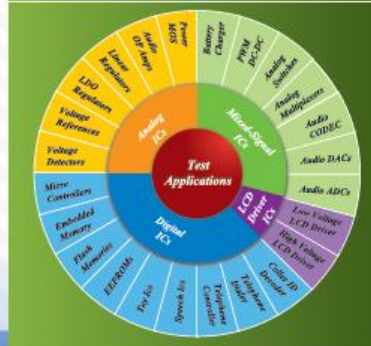 Test
Applications
Analog
ICs
Mixed-Signal
ICs
LCD
Driver
ICs
Digital
ICs
Power
MOS
Audio
OP Amps
Linear
Regulators
LDO
Regulators
Voltage
References
Voltage
Detectors
Battery
Charger
PWM
DC-DC
Analog
Switches
Analog
Multiplexers
Audio
CODEC
Audio DACs
Audio ADCs
Low Voltage
LCD Driver
High Voltage
LCD Driver
Caller ID
Decoder
Telephone
Dialer
Telephone
Controller
Speech Ics
Toy Ics
EEPROMs
Flash
Memories
Embedded
Memory
Micro
Controllers